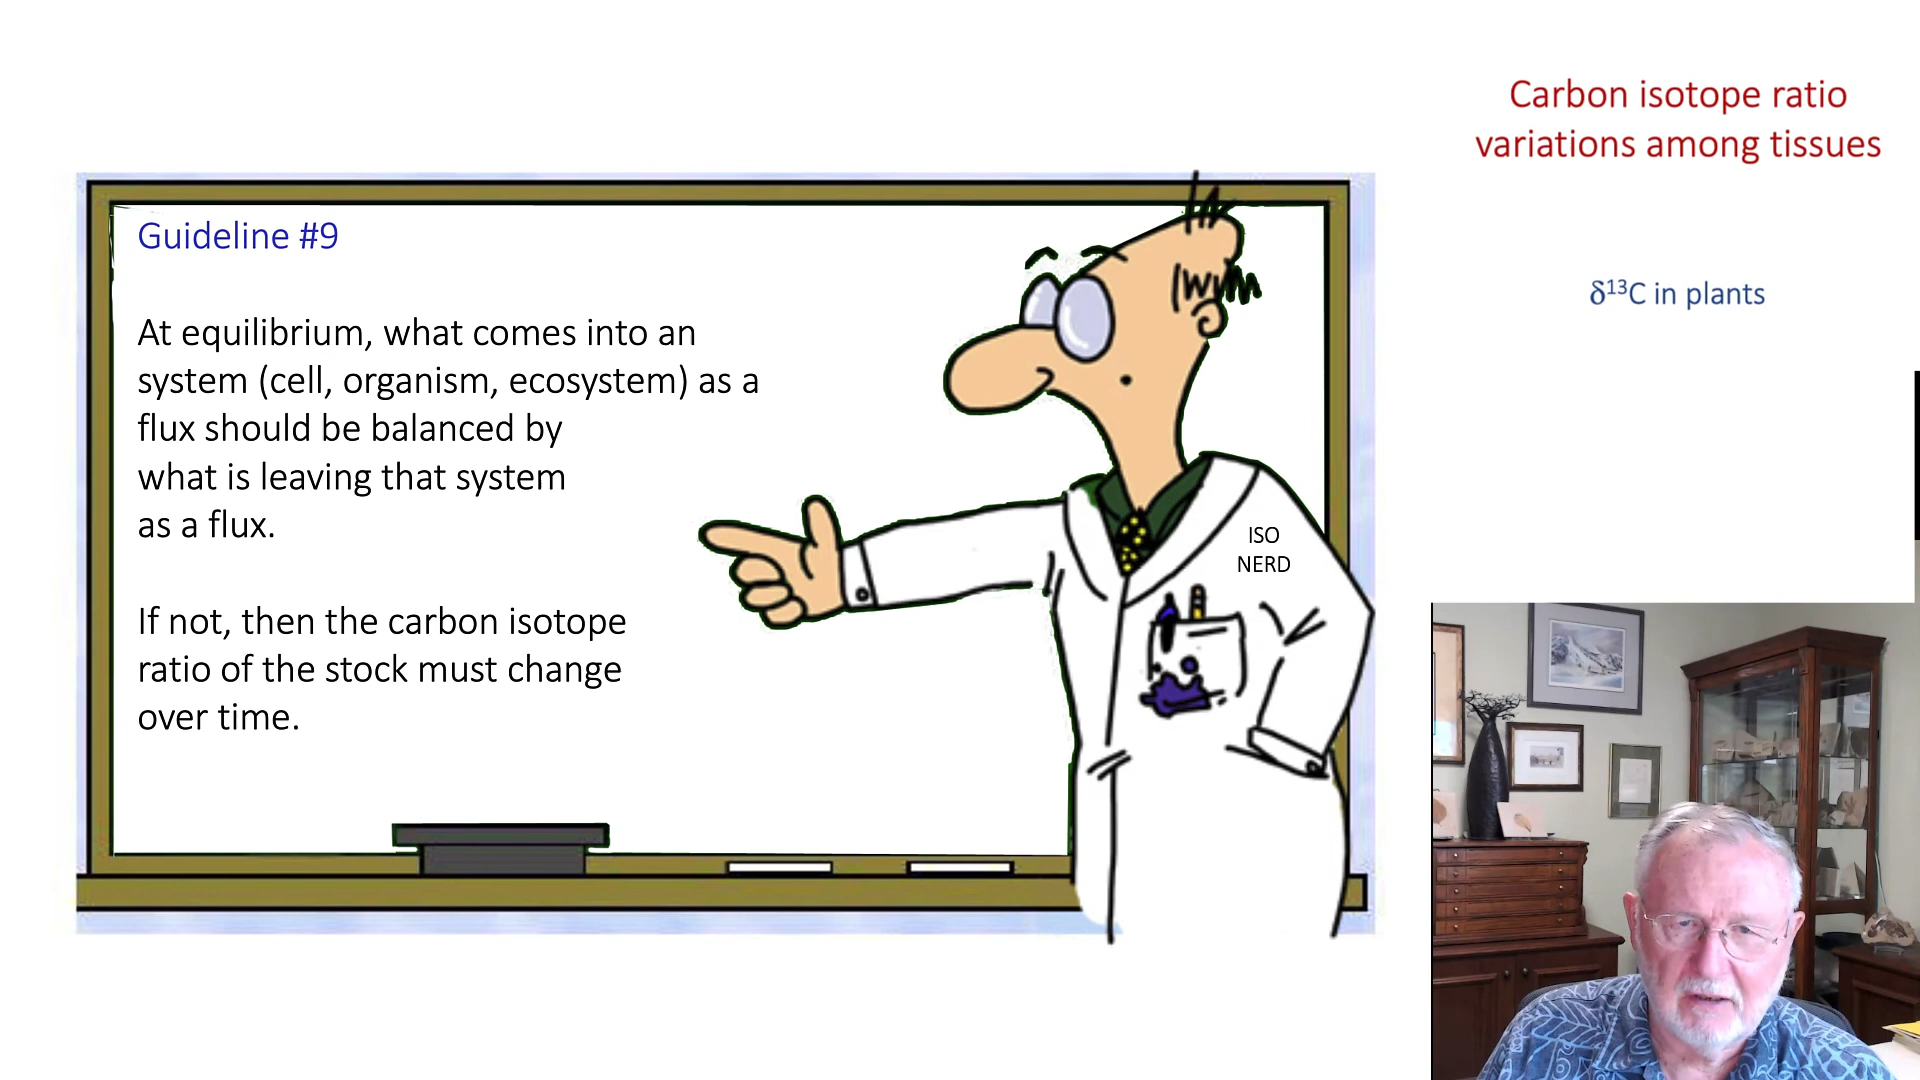 Carbon isotope ratio
variations among tissues
δ¹³C in plants
Guideline #9
At equilibrium, what comes into an
system (cell, organism, ecosystem) as a
flux should be balanced by
what is leaving that system
as a flux.
If not, then the carbon isotope
ratio of the stock must change
over time.
ISO
NERD